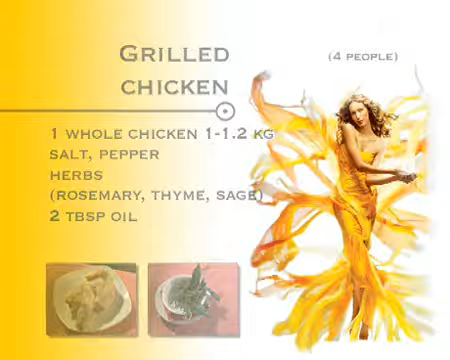 GRILLED
(4 PEOPLE)
CHICKEN
1 WHOLE CHICKEN 1-1.2 KG
SALT, PEPPER
HERBS
(ROSEMARY, THYME, SAGE)
2 TBSP OIL